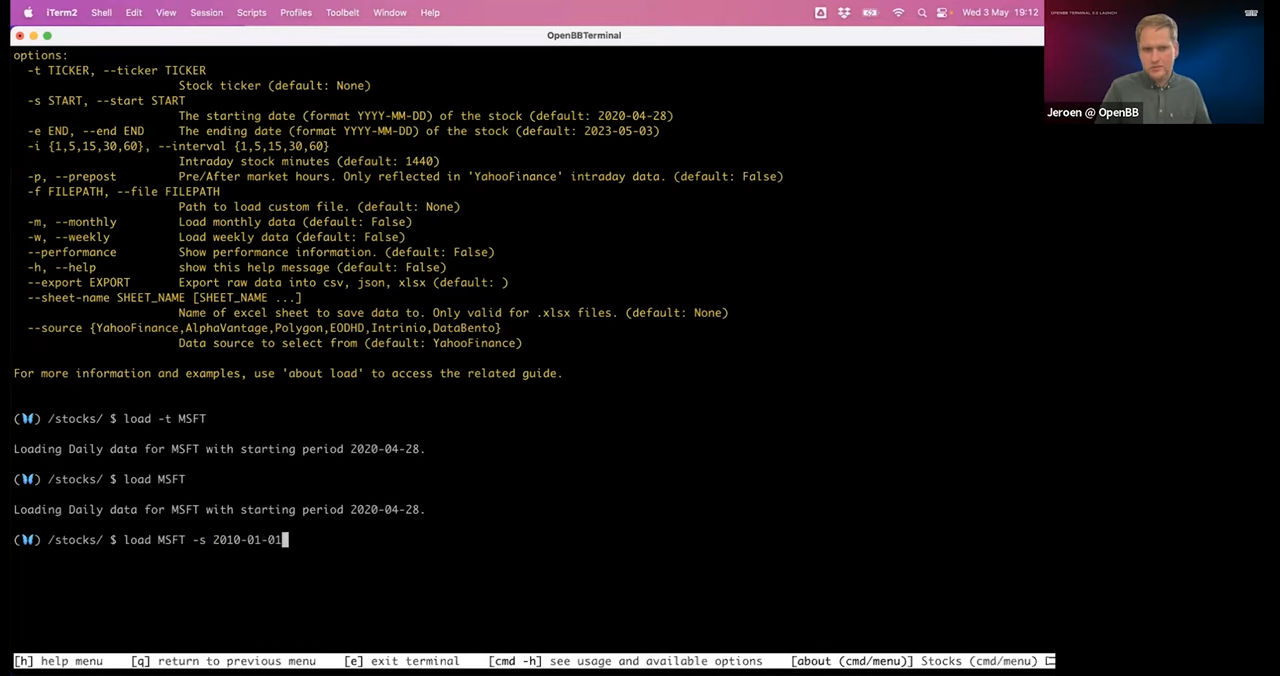 iTerm2 Shell Edit View Session Scripts Profiles Toolbelt Window Help Wed 3 May 19:12
OpenBBTerminal
options:
-t TICKER, --ticker TICKER
Stock ticker (default: None)
-s START, --start START
The starting date (format YYYY-MM-DD) of the stock (default: 2020-04-28)
-e END, --end END The ending date (format YYYY-MM-DD) of the stock (default: 2023-05-03)
-i {1,5,15,30,60}, --interval {1,5,15,30,60}
Intraday stock minutes (default: 1440)
-p, --prepost Pre/After market hours. Only reflected in 'YahooFinance' intraday data. (default: False)
-f FILEPATH, --file FILEPATH
Path to load custom file. (default: None)
-m, --monthly Load monthly data (default: False)
-w, --weekly Load weekly data (default: False)
--performance Show performance information. (default: False)
-h, --help show this help message (default: False)
--export EXPORT Export raw data into csv, json, xlsx (default: )
--sheet-name SHEET_NAME [SHEET_NAME ...]
Name of excel sheet to save data to. Only valid for .xlsx files. (default: None)
--source {YahooFinance,AlphaVantage,Polygon,EODHD,Intrinio,DataBento}
Data source to select from (default: YahooFinance)
For more information and examples, use 'about load' to access the related guide.
(🦋) /stocks/ $ load -t MSFT
Loading Daily data for MSFT with starting period 2020-04-28.
(🦋) /stocks/ $ load MSFT
Loading Daily data for MSFT with starting period 2020-04-28.
(🦋) /stocks/ $ load MSFT -s 2010-01-01
[h] help menu [q] return to previous menu [e] exit terminal [cmd -h] see usage and available options [about (cmd/menu)] Stocks (cmd/menu)
Jeroen @ OpenBB